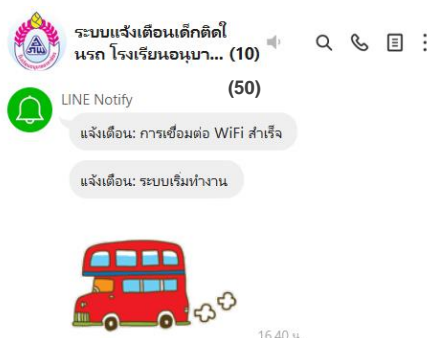 ระบบแจ้งเตือนเด็กติดใ
นรถ โรงเรียนอนุบา... (10)
(50)
LINE Notify
แจ้งเตือน: การเชื่อมต่อ WiFi สำเร็จ
แจ้งเตือน: ระบบเริ่มทำงาน
16.40 น